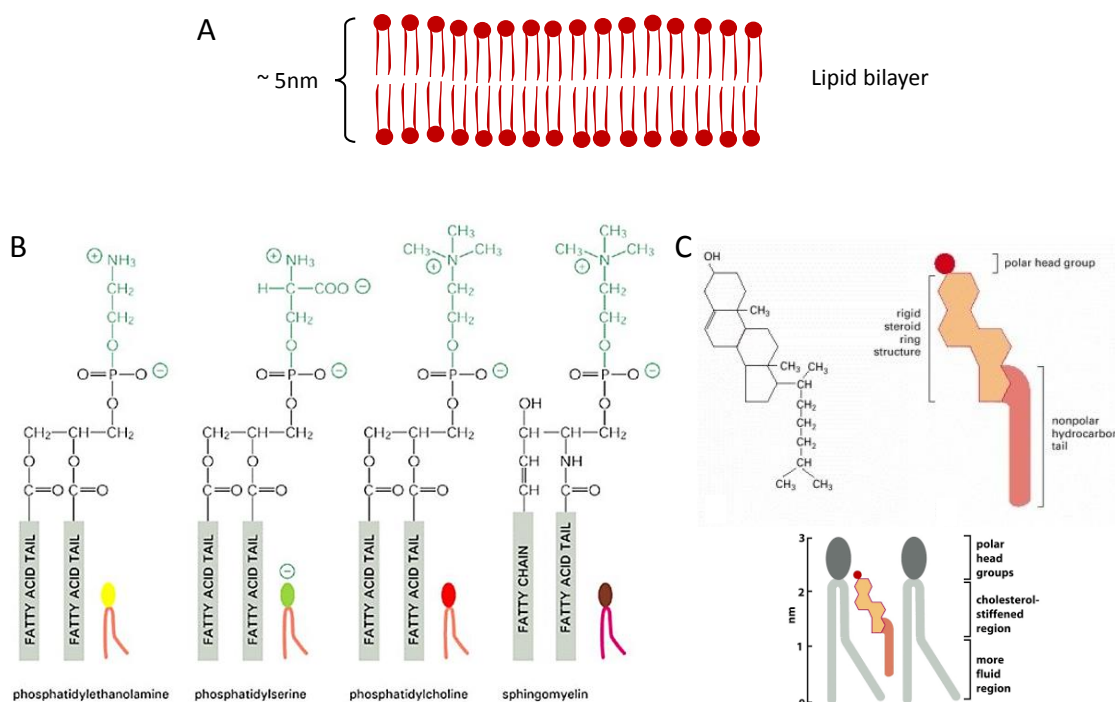 A
~ 5nm
Lipid bilayer
B
⊕ NH₃
CH₂
CH₂
O
O=P—O ⊖
CH₂—CH—CH₂
O O
C=O C=O
FATTY ACID TAIL
FATTY ACID TAIL
phosphatidylethanolamine
⊕ NH₃
H—C—COO ⊖
CH₂
O
O=P—O ⊖
CH₂—CH—CH₂
O O
C=O C=O
FATTY ACID TAIL
FATTY ACID TAIL
⊖
phosphatidylserine
CH₃
CH₃ CH₃
N
⊕
CH₂
CH₂
O
O=P—O ⊖
CH₂—CH—CH₂
O O
C=O C=O
FATTY ACID TAIL
FATTY ACID TAIL
phosphatidylcholine
CH₃
CH₃ CH₃
N
⊕
CH₂
CH₂
O
O=P—O ⊖
OH
CH—CH—CH₂
CH NH
CH C=O
FATTY CHAIN
FATTY ACID TAIL
sphingomyelin
C
OH
CH₃
CH₃ CH₃
CH
CH₂
CH₂
CH₂
CH
CH₃ CH₃
polar head group
rigid
steroid
ring
structure
nonpolar
hydrocarbon
tail
3
2
1
0
nm
polar
head
groups
cholesterol-
stiffened
region
more
fluid
region